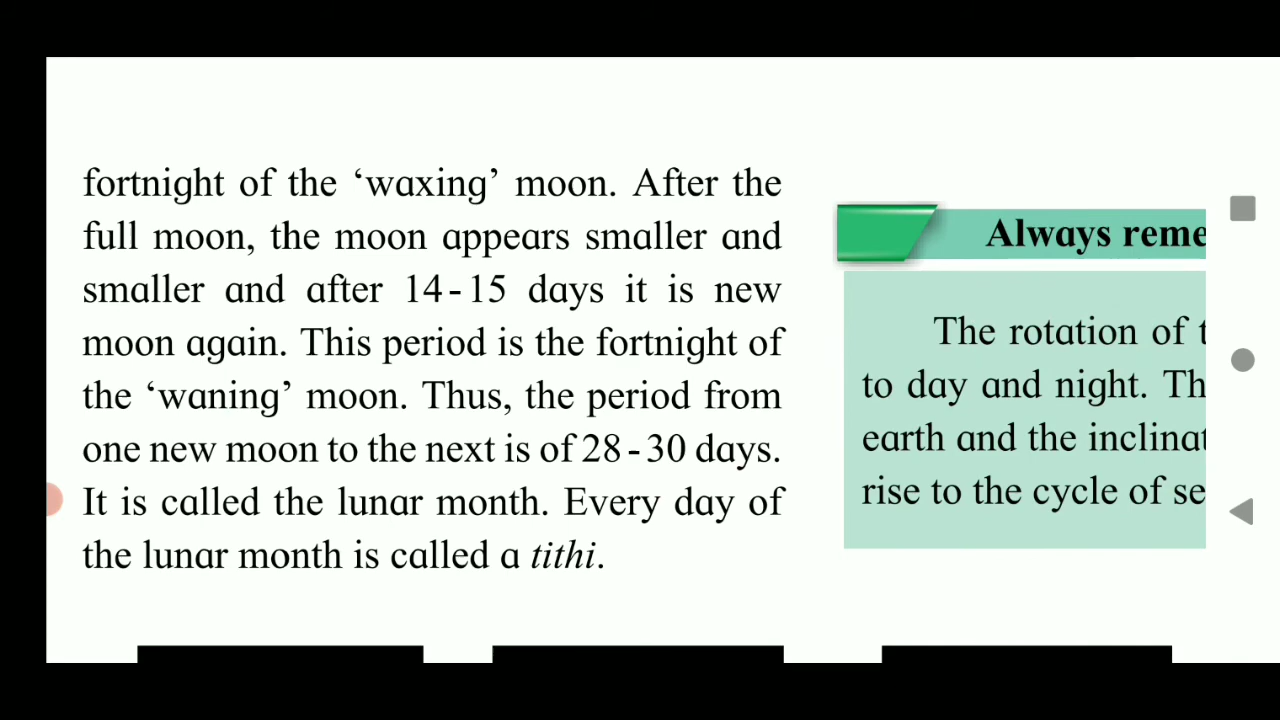 fortnight of the ‘waxing’ moon. After the
full moon, the moon appears smaller and
smaller and after 14-15 days it is new
moon again. This period is the fortnight of
the ‘waning’ moon. Thus, the period from
one new moon to the next is of 28-30 days.
It is called the lunar month. Every day of
the lunar month is called a tithi.
Always
The rotation of
to day and night.
earth and the
rise to the cycle of